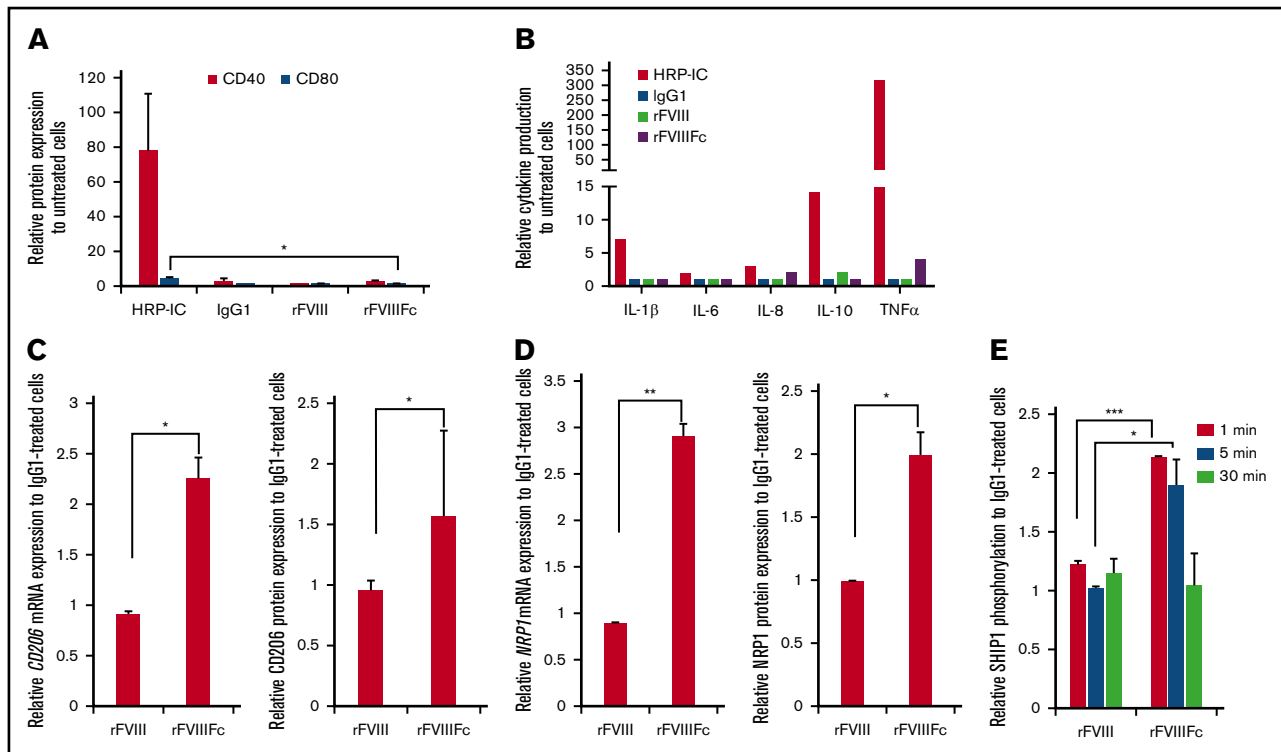 A
Relative protein expression
to untreated cells
120
100
80
60
40
20
0
CD40 CD80
*
HRP-IC IgG1 rFVIII rFVIIIFc
B
Relative cytokine production
to untreated cells
350
300
250
200
150
100
50
15
10
5
0
HRP-IC
IgG1
rFVIII
rFVIIIFc
IL-1β IL-6 IL-8 IL-10 TNFα
C
Relative CD206 mRNA expression to IgG1-treated cells
3
2.5
2
1.5
1
0.5
0
*
rFVIII rFVIIIFc
Relative CD206 protein expression to IgG1-treated cells
2.5
2
1.5
1
0.5
0
*
rFVIII rFVIIIFc
D
Relative NRP1 mRNA expression to IgG1-treated cells
3.5
3
2.5
2
1.5
1
0.5
0
**
rFVIII rFVIIIFc
Relative NRP1 protein expression to IgG1-treated cells
2.5
2
1.5
1
0.5
0
*
rFVIII rFVIIIFc
E
Relative SHIP1 phosphorylation to IgG1-treated cells
2.5
2
1.5
1
0.5
0
***
*
1 min
5 min
30 min
rFVIII rFVIIIFc